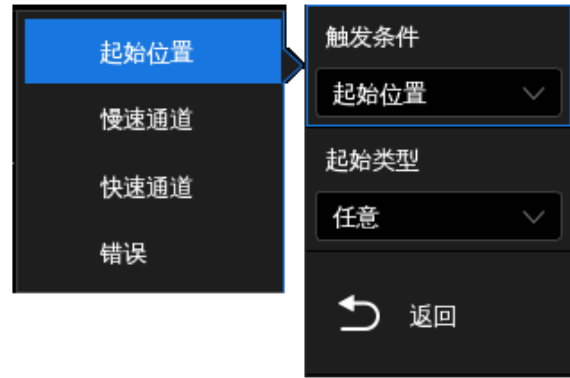 起始位置
慢速通道
快速通道
错误
触发条件
起始位置
起始类型
任意
返回